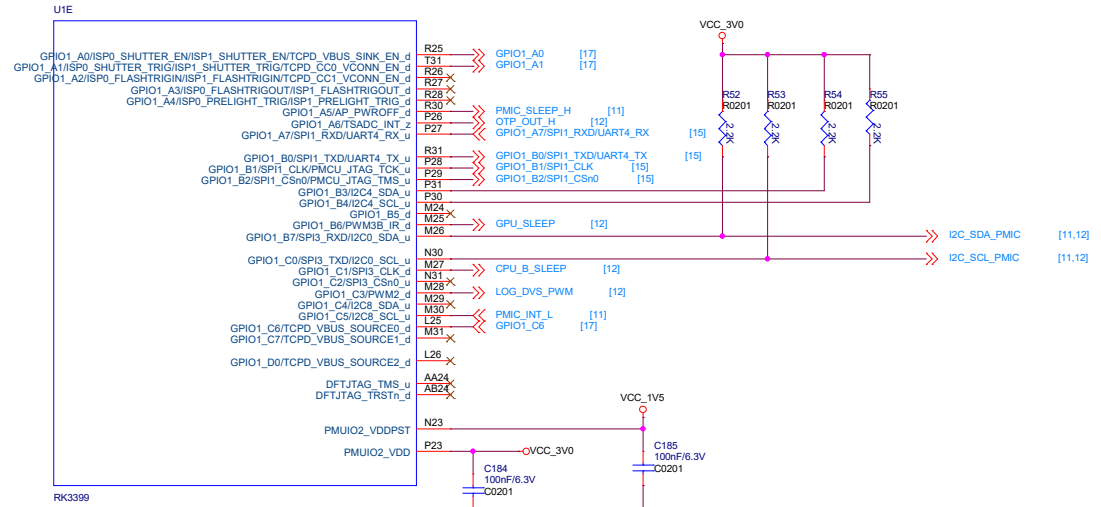 U1E
VCC_3V0
GPIO1_A0/ISP0_SHUTTER_EN/ISP1_SHUTTER_EN/TCPD_VBUS_SINK_EN_d R25 GPIO1_A0 [17]
GPIO1_A1/ISP0_SHUTTER_TRIG/ISP1_SHUTTER_TRIG/TCPD_CC0_VCONN_EN_d T31 GPIO1_A1 [17]
GPIO1_A2/ISP0_FLASHTRIGIN/ISP1_FLASHTRIGIN/TCPD_CC1_VCONN_EN_d R26
GPIO1_A3/ISP0_FLASHTRIGOUT/ISP1_FLASHTRIGOUT_d R27
GPIO1_A4/ISP0_PRELIGHT_TRIG/ISP1_PRELIGHT_TRIG_d R28
R52 R53 R54 R55
R0201 R0201 R0201 R0201
2.2K 2.2K 2.2K 2.2K
GPIO1_A5/AP_PWROFF_d R30 PMIC_SLEEP_H [11]
GPIO1_A6/TSADC_INT_z P26 OTP_OUT_H [12]
GPIO1_A7/SPI1_RXD/UART4_RX_u P27 GPIO1_A7/SPI1_RXD/UART4_RX [15]
GPIO1_B0/SPI1_TXD/UART4_TX_u R31 GPIO1_B0/SPI1_TXD/UART4_TX [15]
GPIO1_B1/SPI1_CLK/PMCU_JTAG_TCK_u P28 GPIO1_B1/SPI1_CLK [15]
GPIO1_B2/SPI1_CSn0/PMCU_JTAG_TMS_u P29 GPIO1_B2/SPI1_CSn0 [15]
GPIO1_B3/I2C4_SDA_u P31
GPIO1_B4/I2C4_SCL_u P30
GPIO1_B5_d M24
GPIO1_B6/PWM3B_IR_d M25 GPU_SLEEP [12]
GPIO1_B7/SPI3_RXD/I2C0_SDA_u M26 I2C_SDA_PMIC [11,12]
GPIO1_C0/SPI3_TXD/I2C0_SCL_u N30 I2C_SCL_PMIC [11,12]
GPIO1_C1/SPI3_CLK_d M27 CPU_B_SLEEP [12]
GPIO1_C2/SPI3_CSn0_u N31
GPIO1_C3/PWM2_d M28 LOG_DVS_PWM [12]
GPIO1_C4/I2C8_SDA_u M29
GPIO1_C5/I2C8_SCL_u M30 PMIC_INT_L [11]
GPIO1_C6/TCPD_VBUS_SOURCE0_d L25 GPIO1_C6 [17]
GPIO1_C7/TCPD_VBUS_SOURCE1_d M31
GPIO1_D0/TCPD_VBUS_SOURCE2_d L26
DFTJTAG_TMS_u AA24
DFTJTAG_TRSTn_d AB24
VCC_1V5
PMUIO2_VDDPST N23
PMUIO2_VDD P23 VCC_3V0
C185
100nF/6.3V
C0201
C184
100nF/6.3V
C0201
RK3399